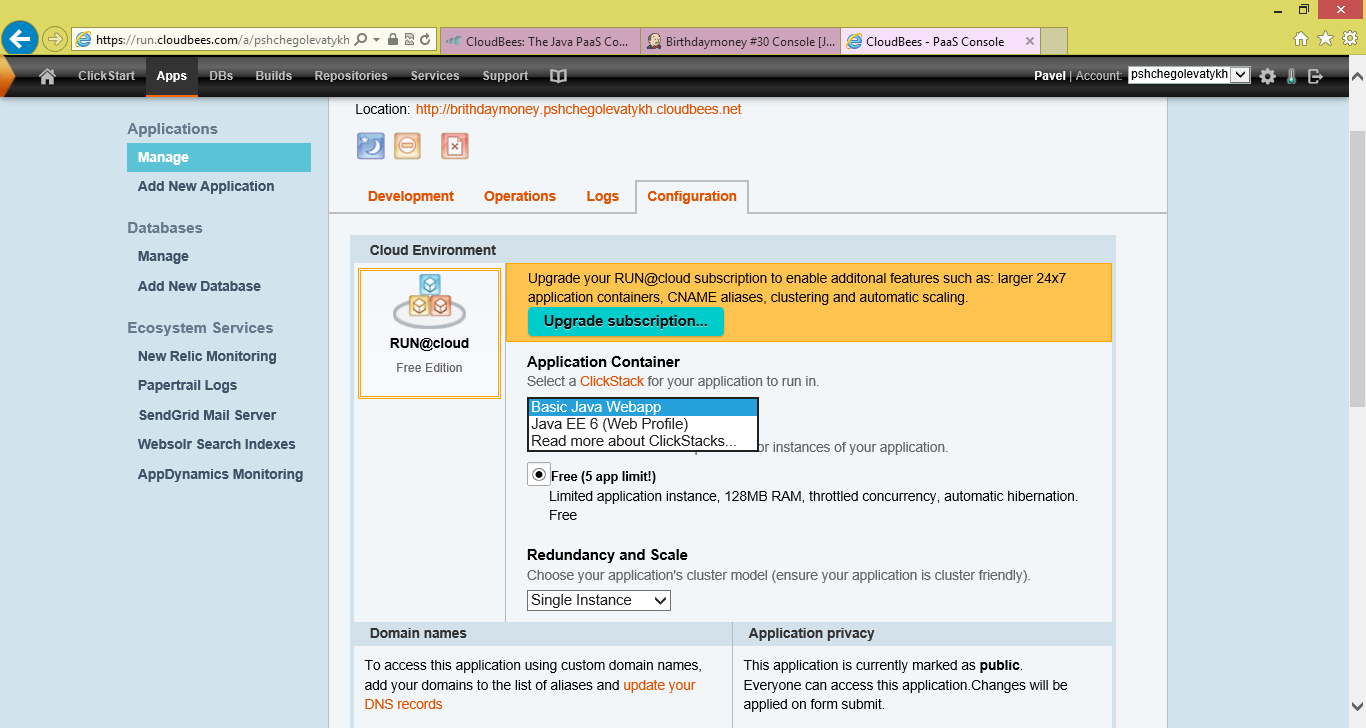 https://run.cloudbees.com/a/pshchegolevatykh
CloudBees: The Java PaaS Co...
Birthdaymoney #30 Console [J...
CloudBees - PaaS Console
ClickStart
Apps
DBs
Builds
Repositories
Services
Support
Pavel | Account:
pshchegolevatykh
Applications
Manage
Add New Application
Databases
Manage
Add New Database
Ecosystem Services
New Relic Monitoring
Papertrail Logs
SendGrid Mail Server
Websolr Search Indexes
AppDynamics Monitoring
Location: http://brithdaymoney.pshchegolevatykh.cloudbees.net
Development
Operations
Logs
Configuration
Cloud Environment
RUN@cloud
Free Edition
Upgrade your RUN@cloud subscription to enable additonal features such as: larger 24x7
application containers, CNAME aliases, clustering and automatic scaling.
Upgrade subscription...
Application Container
Select a ClickStack for your application to run in.
Basic Java Webapp
Java EE 6 (Web Profile)
Read more about ClickStacks...
or instances of your application.
Free (5 app limit!)
Limited application instance, 128MB RAM, throttled concurrency, automatic hibernation.
Free
Redundancy and Scale
Choose your application's cluster model (ensure your application is cluster friendly).
Single Instance
Domain names
To access this application using custom domain names,
add your domains to the list of aliases and update your
DNS records
Application privacy
This application is currently marked as public.
Everyone can access this application.Changes will be
applied on form submit.